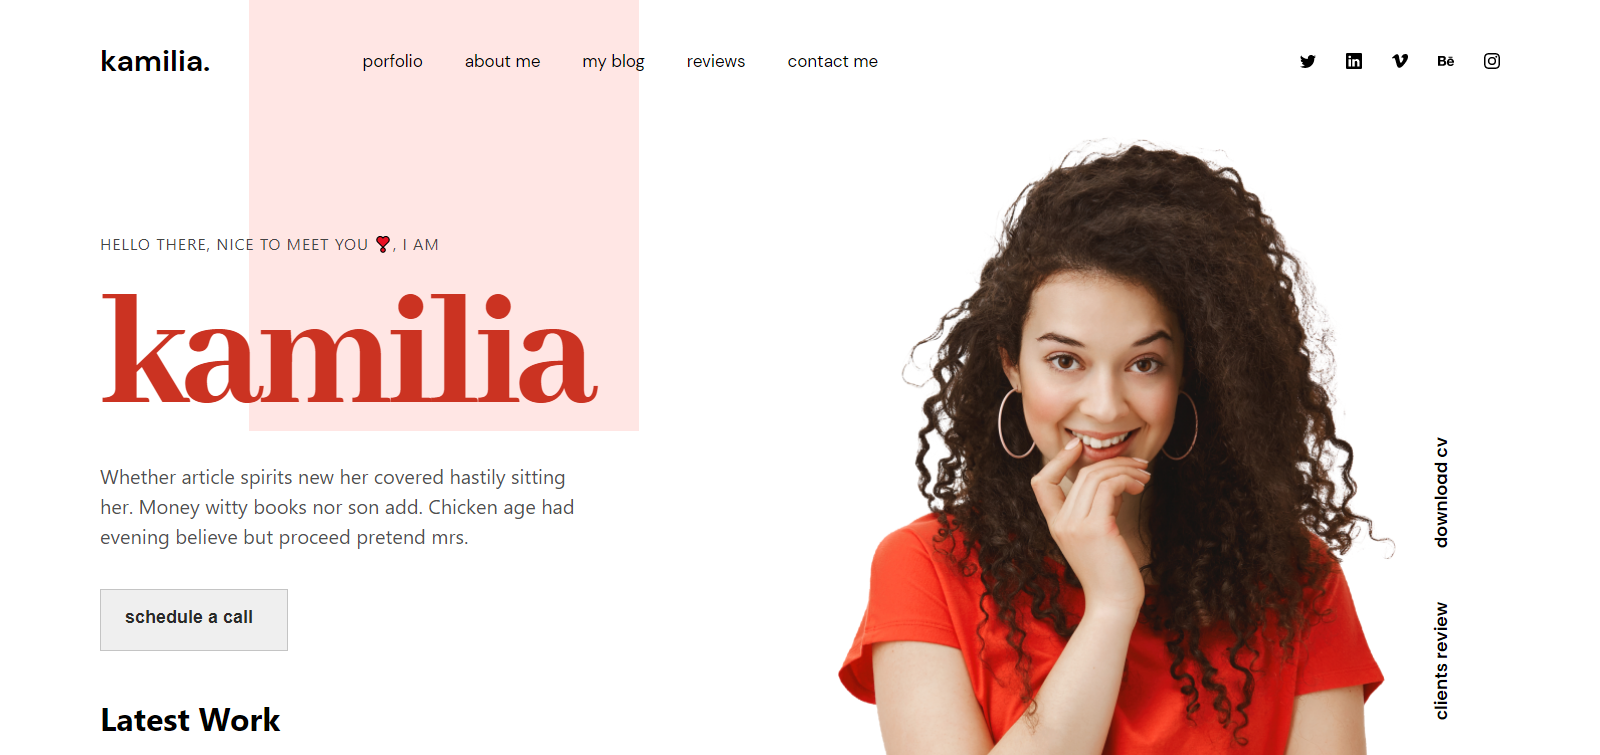 kamilia.
porfolio about me my blog reviews contact me
Bē
HELLO THERE, NICE TO MEET YOU ❣, I AM
kamilia
Whether article spirits new her covered hastily sitting
her. Money witty books nor son add. Chicken age had
evening believe but proceed pretend mrs.
schedule a call
Latest Work
download cv
clients review